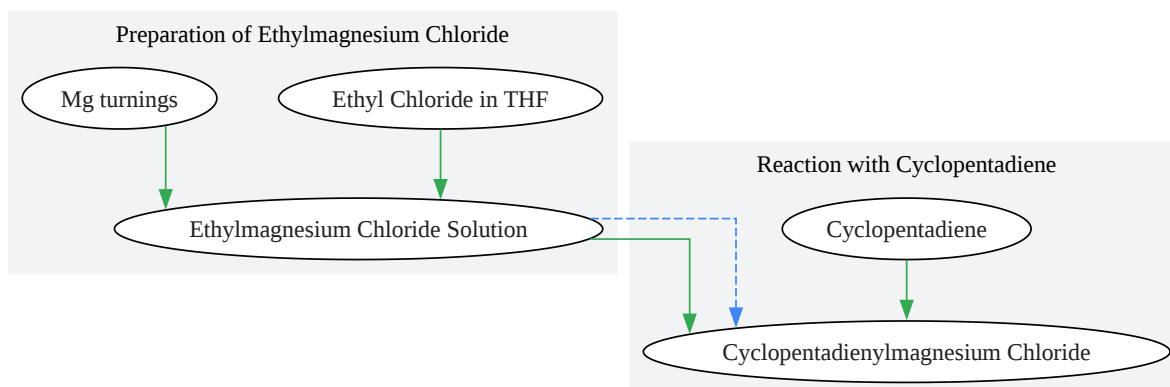 Preparation of Ethylmagnesium Chloride
Mg turnings
Ethyl Chloride in THF
Ethylmagnesium Chloride Solution
Reaction with Cyclopentadiene
Cyclopentadiene
Cyclopentadienylmagnesium Chloride